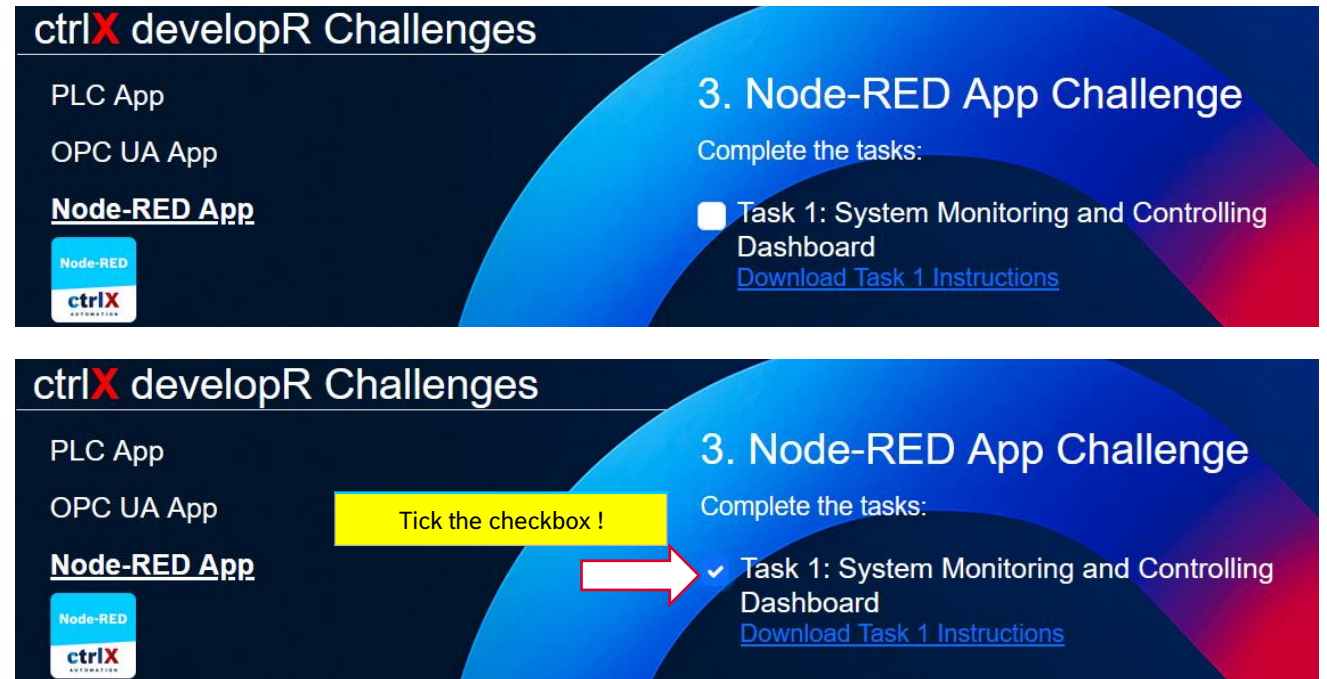 ctrlX developR Challenges
PLC App
OPC UA App
Node-RED App
Node-RED
ctrlX
AUTOMATION
3. Node-RED App Challenge
Complete the tasks:
Task 1: System Monitoring and Controlling
Dashboard
Download Task 1 Instructions
ctrlX developR Challenges
PLC App
OPC UA App
Node-RED App
Node-RED
ctrlX
AUTOMATION
Tick the checkbox !
3. Node-RED App Challenge
Complete the tasks:
Task 1: System Monitoring and Controlling
Dashboard
Download Task 1 Instructions